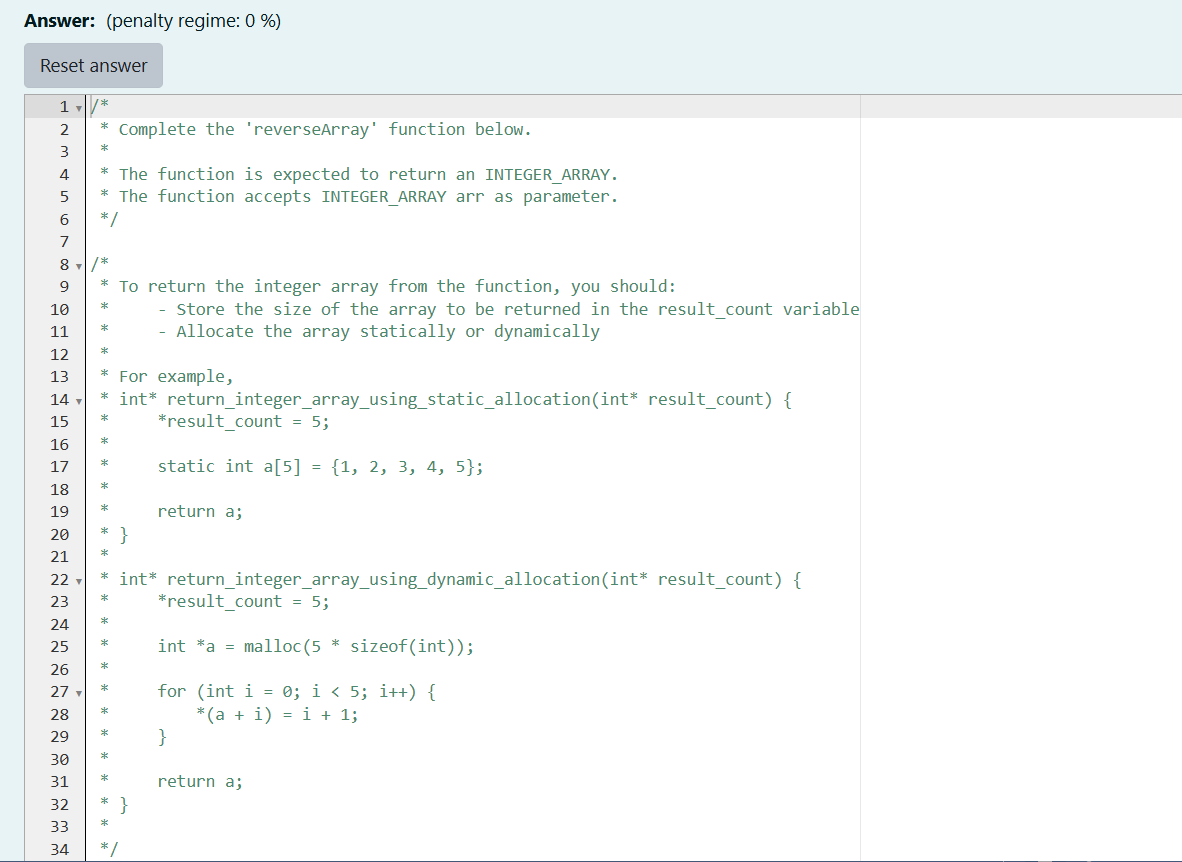 Answer: (penalty regime: 0 %)
Reset answer
1 /*
2  * Complete the 'reverseArray' function below.
3  *
4  * The function is expected to return an INTEGER_ARRAY.
5  * The function accepts INTEGER_ARRAY arr as parameter.
6  */
7
8 /*
9  * To return the integer array from the function, you should:
10  *     - Store the size of the array to be returned in the result_count variable
11  *     - Allocate the array statically or dynamically
12  *
13  * For example,
14  * int* return_integer_array_using_static_allocation(int* result_count) {
15  *     *result_count = 5;
16  *
17  *     static int a[5] = {1, 2, 3, 4, 5};
18  *
19  *     return a;
20  * }
21  *
22  * int* return_integer_array_using_dynamic_allocation(int* result_count) {
23  *     *result_count = 5;
24  *
25  *     int *a = malloc(5 * sizeof(int));
26  *
27  *     for (int i = 0; i < 5; i++) {
28  *         *(a + i) = i + 1;
29  *     }
30  *
31  *     return a;
32  * }
33  *
34  */